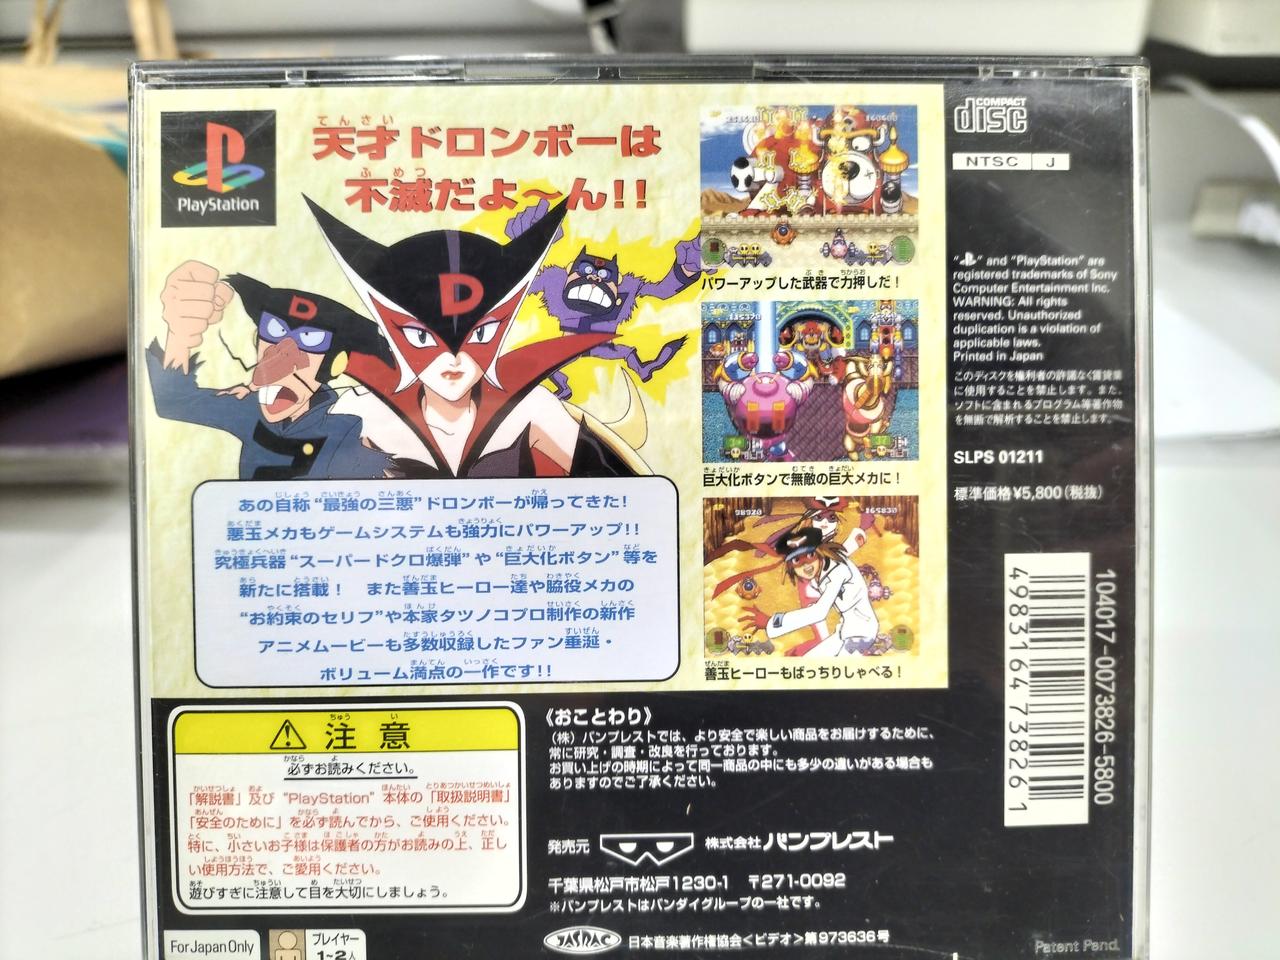 PlayStation
天才ドロンボーは
不滅だよ〜ん!!
D
D
あの自称“最強の三悪”ドロンボーが帰ってきた!
悪玉メカもゲームシステムも強力にパワーアップ!!
究極兵器“スーパードクロ爆弾”や“巨大化ボタン”等を
新たに搭載! また善玉ヒーロー達や脇役メカの
“お約束のセリフ”や本家タツノコプロ制作の新作
アニメムービーも多数収録したファン垂涎・
ボリューム満点の一作です!!
パワーアップした武器で力押しだ!
巨大化ボタンで無敵の巨大メカに!
165830
善玉ヒーローもばっちりしゃべる!
COMPACT
disc
NTSC J
“ ” and “PlayStation” are
registered trademarks of Sony
Computer Entertainment Inc.
WARNING: All rights
reserved. Unauthorized
duplication is a violation of
applicable laws.
Printed in Japan
このディスクを権利者の許諾なく賃貸業
に使用することを禁止します。また、
ソフトに含まれるプログラム等著作物
を無断で解析することを禁止します。
SLPS 01211
標準価格¥5,800(税抜)
104017-0073826-5800
4983164738261
注意
必ずお読みください。
「解説書」及び“PlayStation”本体の「取扱説明書」
「安全のために」を必ず読んでから、ご使用ください。
特に、小さいお子様は保護者の方がお読みの上、正し
い使用方法で、ご愛用ください。
遊びすぎに注意して目を大切にしましょう。
《おことわり》
(株)バンプレストでは、より安全で楽しい商品をお届けするために、
常に研究・調査・改良を行っております。
お買い上げの時期によって同一商品の中にも多少の違いがある場合も
ありますのでご了承ください。
発売元 株式会社バンプレスト
千葉県松戸市松戸1230-1 〒271-0092
※バンプレストはバンダイグループの一社です。
JASRAC 日本音楽著作権協会<ビデオ>第973636号
For Japan Only
プレイヤー
1~2人
Patent Pend.